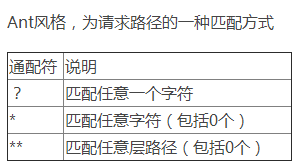 Ant风格，为请求路径的一种匹配方式
通配符 说明
？ 匹配任意一个字符
* 匹配任意字符（包括0个）
** 匹配任意层路径（包括0个）